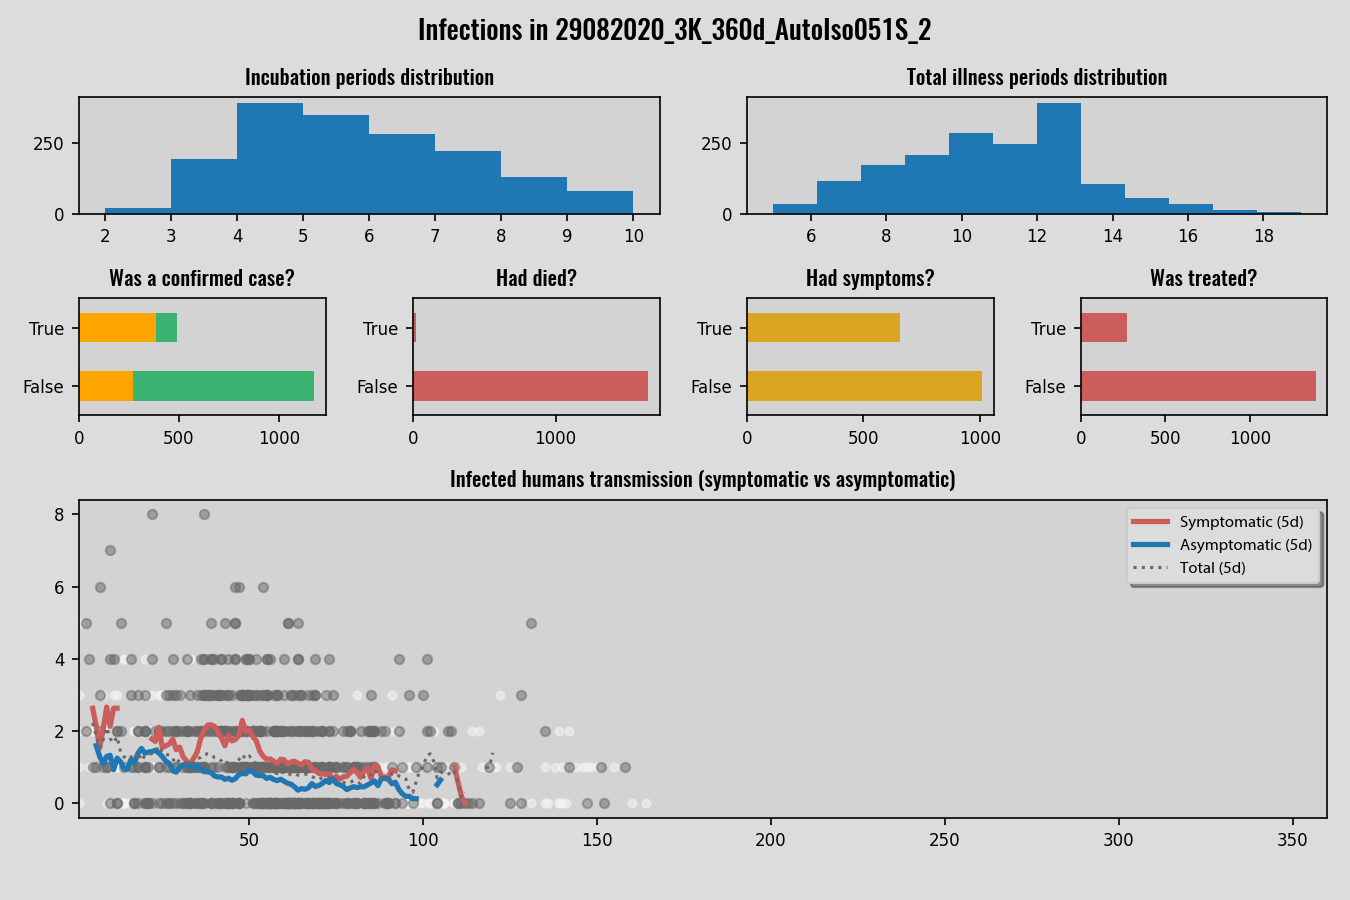 Infections in 29082020_3K_360d_AutoIso051S_2
Incubation periods distribution
Total illness periods distribution
250
0
2 3 4 5 6 7 8 9 10
250
0
6 8 10 12 14 16 18
Was a confirmed case?
Had died?
Had symptoms?
Was treated?
True
False
0 500 1000
True
False
0 1000
True
False
0 500 1000
True
False
0 500 1000
Infected humans transmission (symptomatic vs asymptomatic)
8
6
4
2
0
Symptomatic (5d)
Asymptomatic (5d)
Total (5d)
50 100 150 200 250 300 350